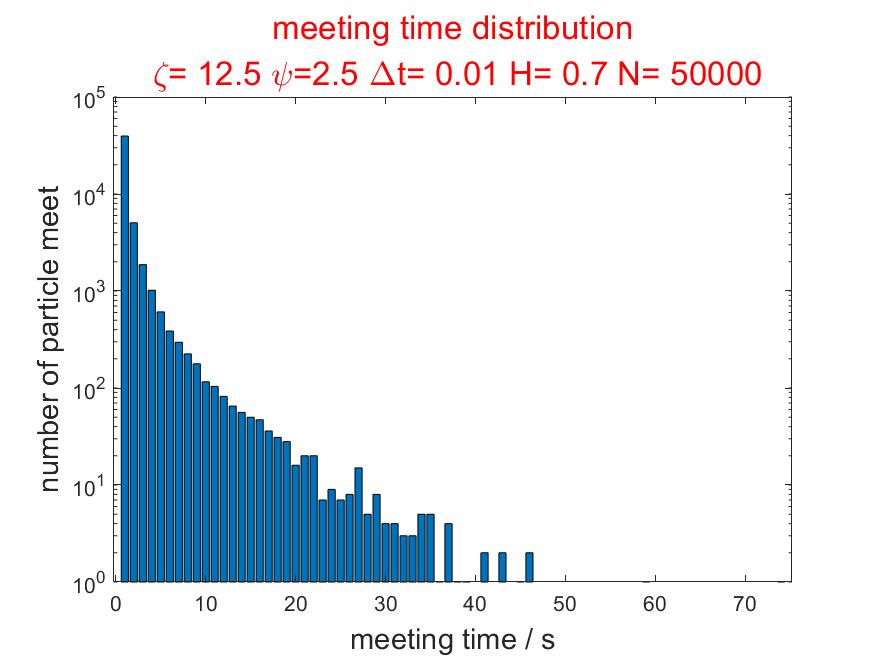 meeting time distribution
ζ= 12.5 ψ=2.5 Δt= 0.01 H= 0.7 N= 50000
number of particle meet
10^5
10^4
10^3
10^2
10^1
10^0
0 10 20 30 40 50 60 70
meeting time / s